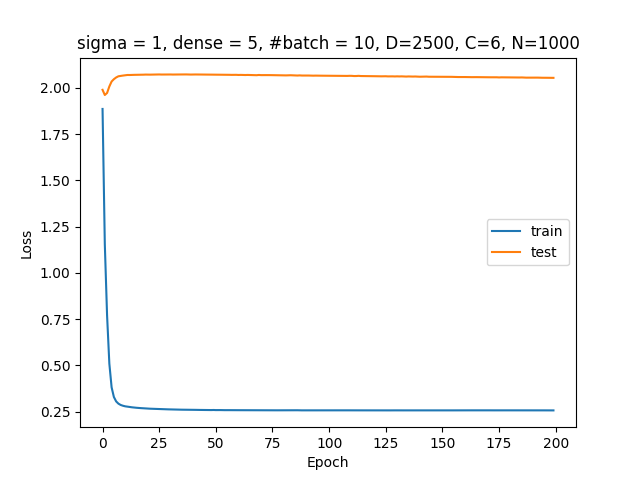 sigma = 1, dense = 5, #batch = 10, D=2500, C=6, N=1000
2.00
1.75
1.50
1.25
1.00
0.75
0.50
0.25
Loss
train
test
0 25 50 75 100 125 150 175 200
Epoch